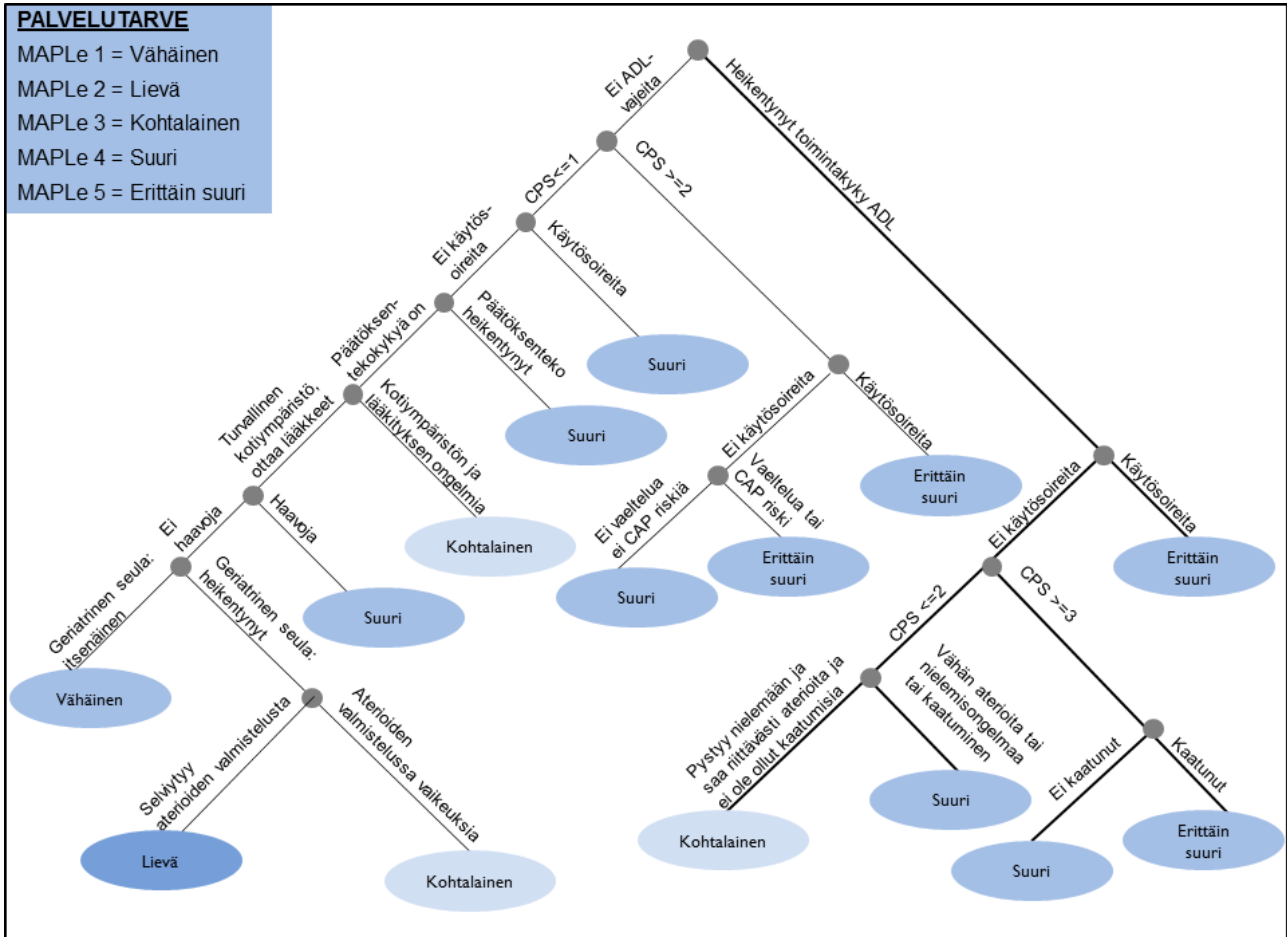 PALVELUTARVE
MAPLe 1 = Vähäinen
MAPLe 2 = Lievä
MAPLe 3 = Kohtalainen
MAPLe 4 = Suuri
MAPLe 5 = Erittäin suuri
Ei ADL-
vajeita
Heikentynyt toimintakyky ADL
CPS<=1
CPS >=2
Ei käytös-
oireita
Käytösoireita
Päätöksen-
tekokykyä on
Päätöksenteko
heikentynyt
Suuri
Suuri
Turvallinen
kotiympäristö,
ottaa lääkkeet
Kotiympäristön ja
lääkityksen ongelmia
Kohtalainen
Ei käytösoireita
Käytösoireita
Erittäin
suuri
Ei vaeltelua
ei CAP riskiä
Vaeltelua tai
CAP riski
Suuri
Erittäin
suuri
Ei käytösoireita
Käytösoireita
Erittäin
suuri
Ei
haavoja
Haavoja
Suuri
Geriatrinen seula:
itsenäinen
Geriatrinen seula:
heikentynyt
Vähäinen
CPS <=2
CPS >=3
Selviytyy
aterioiden valmistelusta
Aterioiden
valmistelussa vaikeuksia
Lievä
Kohtalainen
Pystyy nielemään ja
saa riittävästi aterioita ja
ei ole ollut kaatumisia
Vähän aterioita tai
nielemisongelmaa
tai kaatuminen
Kohtalainen
Suuri
Ei kaatunut
Kaatunut
Suuri
Erittäin
suuri